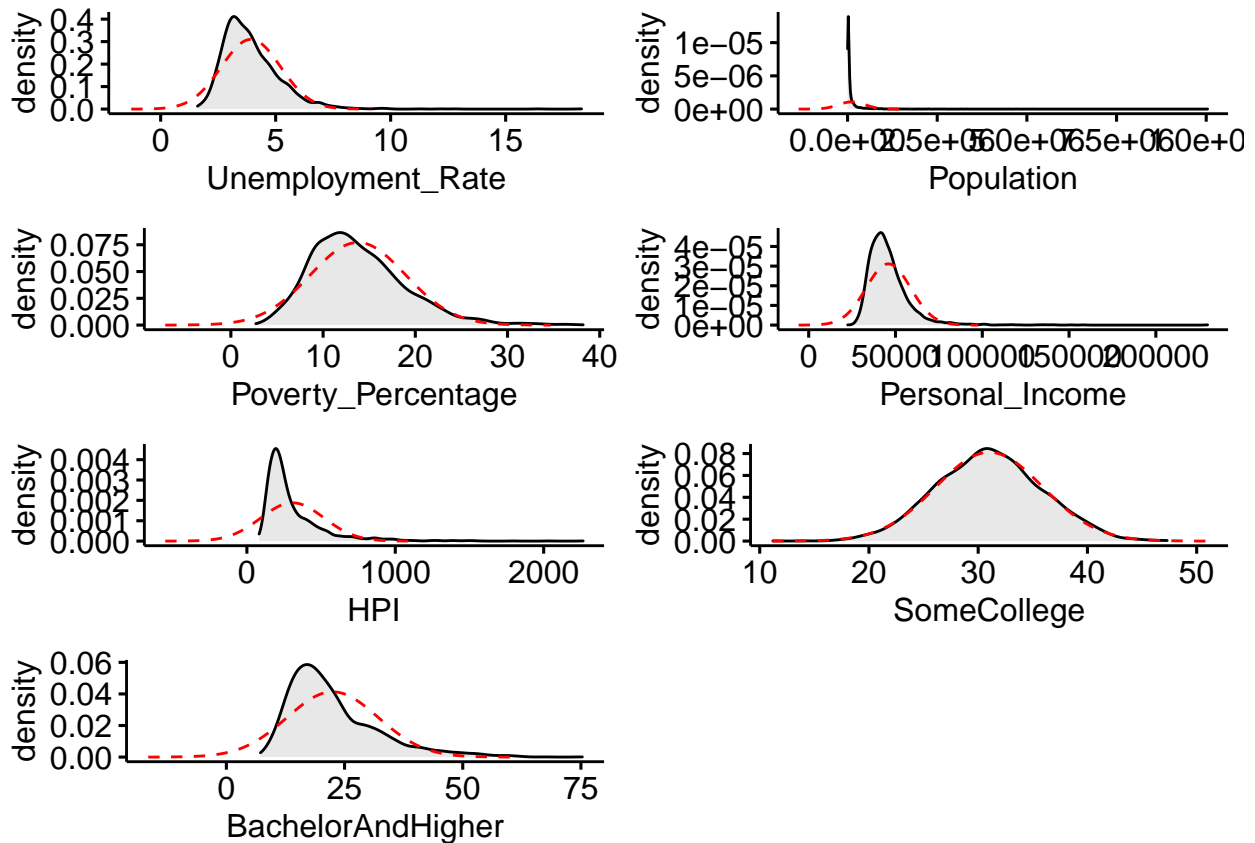 density
0.4
0.3
0.2
0.1
0.0
0 5 10 15
Unemployment_Rate
density
1e−05
5e−06
0e+00
Population
density
0.075
0.050
0.025
0.000
0 10 20 30 40
Poverty_Percentage
density
4e−05
3e−05
2e−05
1e−05
0e+00
0 50000 100000 150000 200000
Personal_Income
density
0.004
0.003
0.002
0.001
0.000
0 1000 2000
HPI
density
0.08
0.06
0.04
0.02
0.00
10 20 30 40 50
SomeCollege
density
0.06
0.04
0.02
0.00
0 25 50 75
BachelorAndHigher